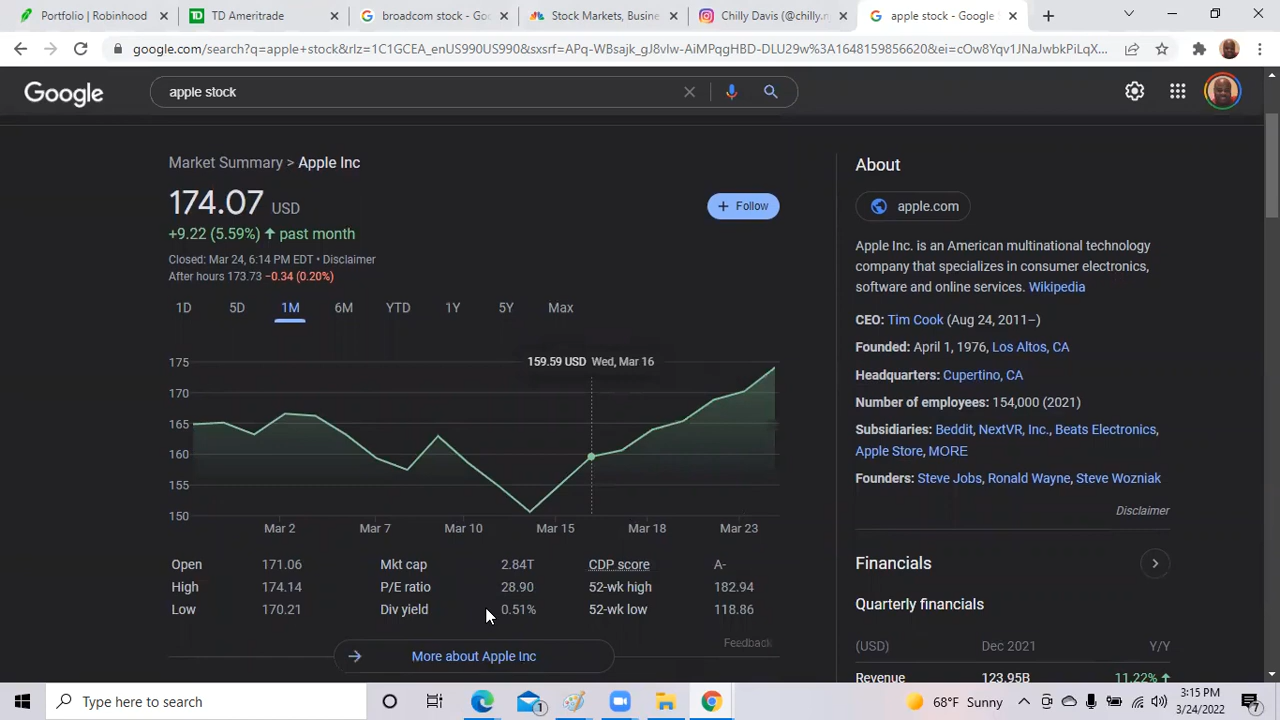 Portfolio | Robinhood
TD Ameritrade
broadcom stock - Goo
Stock Markets, Busine
Chilly Davis (@chilly.n
apple stock - Google
google.com/search?q=apple+stock&rlz=1C1GCEA_enUS990US990&sxsrf=APq-WBsajk_gJ8vlw-AiMPqgHBD-DLU29w%3A1648159856620&ei=cOw8Yqv1JNaJwbkPiLqX...
Google
apple stock
Market Summary > Apple Inc
174.07 USD
+ Follow
+9.22 (5.59%) ↑ past month
Closed: Mar 24, 6:14 PM EDT • Disclaimer
After hours 173.73 −0.34 (0.20%)
1D 5D 1M 6M YTD 1Y 5Y Max
159.59 USD Wed, Mar 16
175
170
165
160
155
150
Mar 2 Mar 7 Mar 10 Mar 15 Mar 18 Mar 23
Open 171.06 Mkt cap 2.84T CDP score A-
High 174.14 P/E ratio 28.90 52-wk high 182.94
Low 170.21 Div yield 0.51% 52-wk low 118.86
Feedback
More about Apple Inc
About
apple.com
Apple Inc. is an American multinational technology
company that specializes in consumer electronics,
software and online services. Wikipedia
CEO: Tim Cook (Aug 24, 2011–)
Founded: April 1, 1976, Los Altos, CA
Headquarters: Cupertino, CA
Number of employees: 154,000 (2021)
Subsidiaries: Beddit, NextVR, Inc., Beats Electronics,
Apple Store, MORE
Founders: Steve Jobs, Ronald Wayne, Steve Wozniak
Disclaimer
Financials
Quarterly financials
(USD) Dec 2021 Y/Y
Revenue 123.95B 11.22% ↑
Type here to search
1
68°F Sunny
3:15 PM
3/24/2022
7